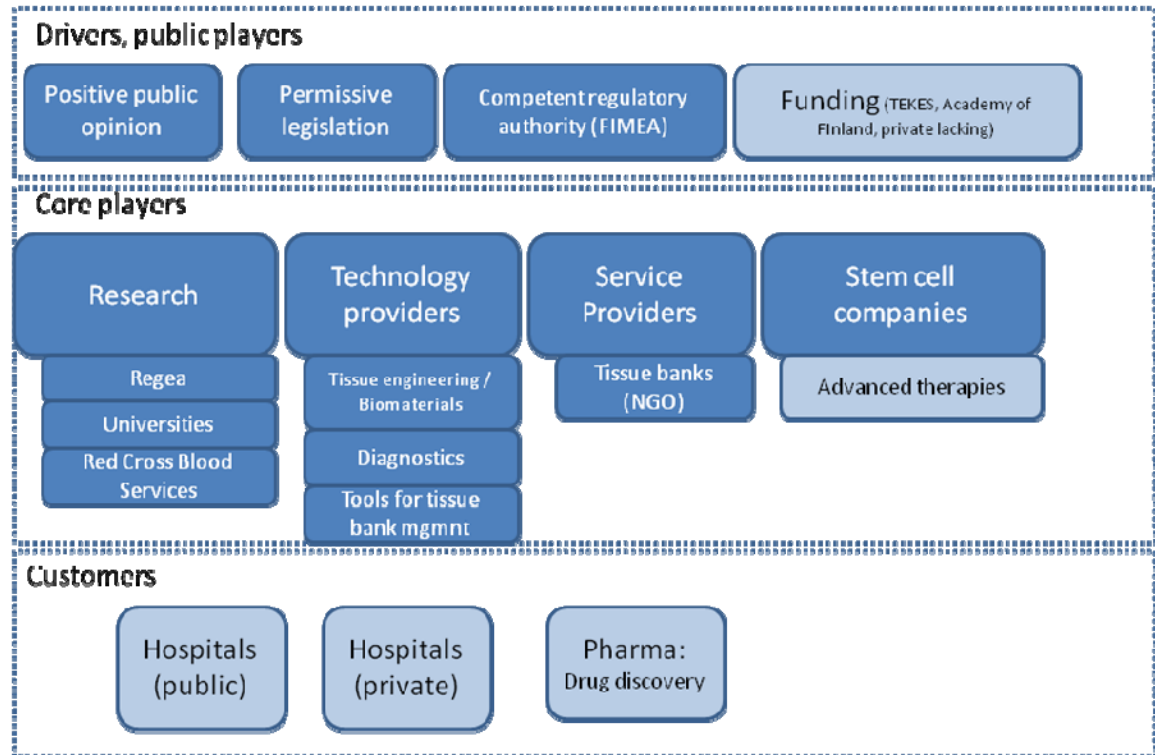 Drivers, public players
Positive public
opinion
Permissive
legislation
Competent regulatory
authority (FIMEA)
Funding (TEKES, Academy of
FInland, private lacking)
Core players
Research
Regea
Universities
Red Cross Blood
Services
Technology
providers
Tissue engineering /
Biomaterials
Diagnostics
Tools for tissue
bank mgmnt
Service
Providers
Tissue banks
(NGO)
Stem cell
companies
Advanced therapies
Customers
Hospitals
(public)
Hospitals
(private)
Pharma:
Drug discovery